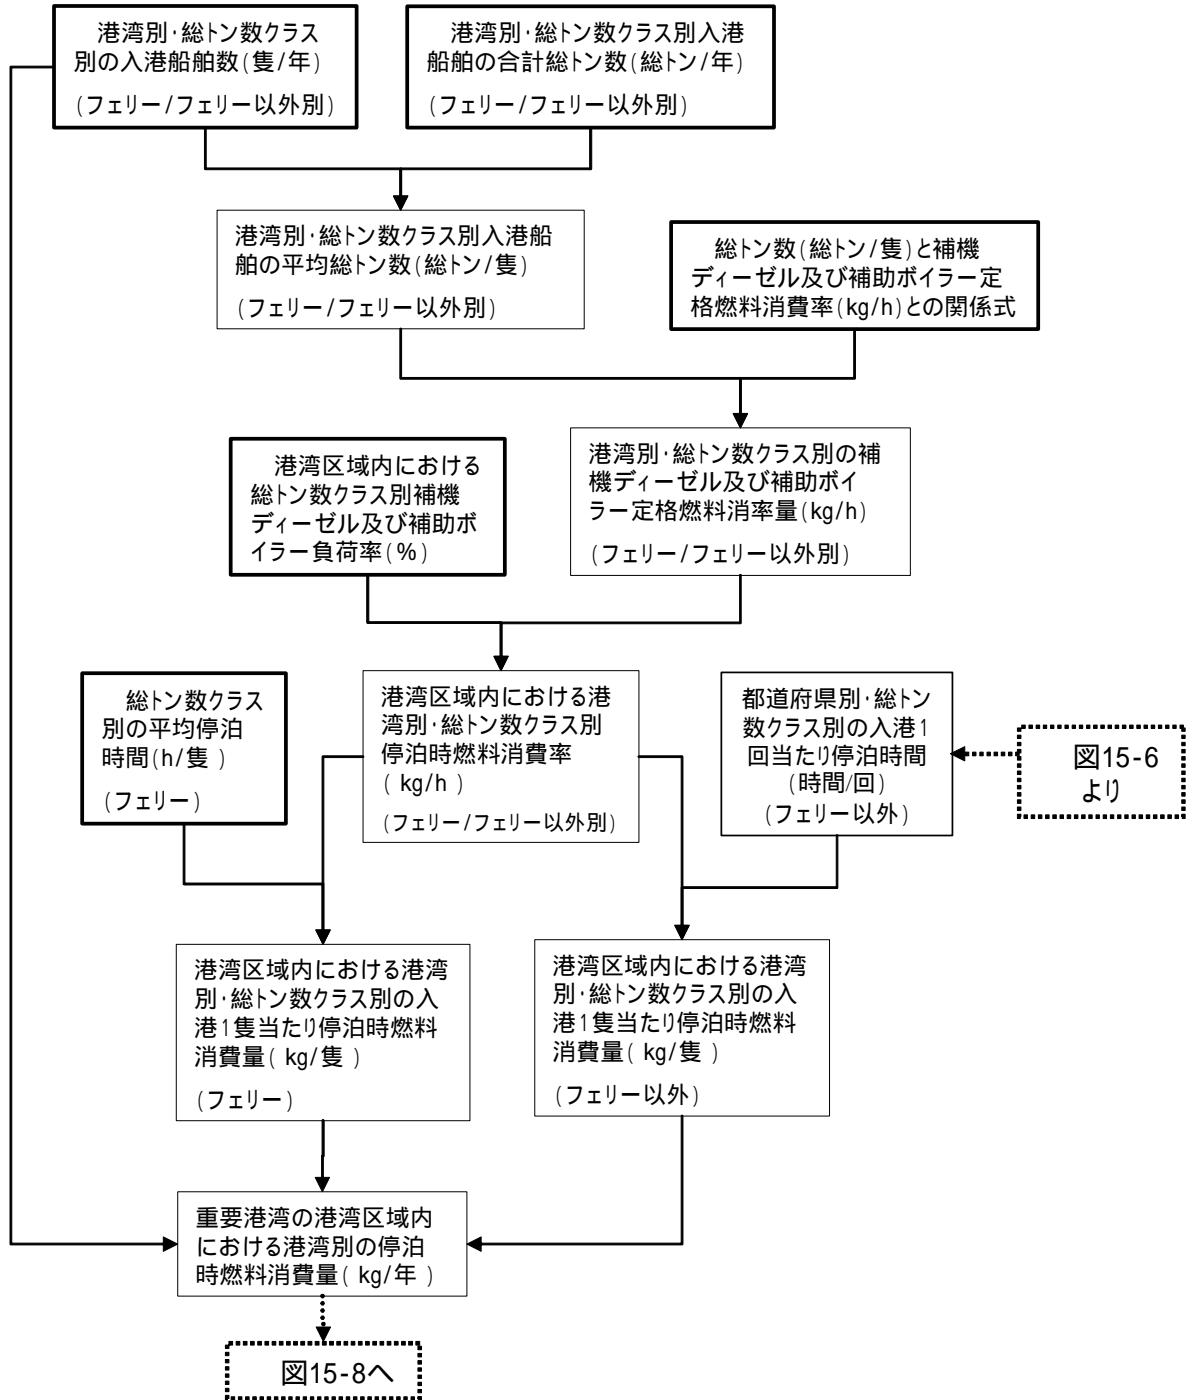 港湾別・総トン数クラス
別の入港船舶数(隻/年)
(フェリー/フェリー以外別)
港湾別・総トン数クラス別入港
船舶の合計総トン数(総トン/年)
(フェリー/フェリー以外別)
港湾別・総トン数クラス別入港船
舶の平均総トン数(総トン/隻)
(フェリー/フェリー以外別)
総トン数(総トン/隻)と補機
ディーゼル及び補助ボイラー定
格燃料消費率(kg/h)との関係式
港湾区域内における
総トン数クラス別補機
ディーゼル及び補助ボ
イラー負荷率(%)
港湾別・総トン数クラス別の補
機ディーゼル及び補助ボイ
ラー定格燃料消率量(kg/h)
(フェリー/フェリー以外別)
総トン数クラス
別の平均停泊
時間(h/隻)
(フェリー)
港湾区域内における港
湾別・総トン数クラス別
停泊時燃料消費率
(kg/h)
(フェリー/フェリー以外別)
都道府県別・総トン
数クラス別の入港1
回当たり停泊時間
(時間/回)
(フェリー以外)
図15-6
より
港湾区域内における港湾
別・総トン数クラス別の入
港1隻当たり停泊時燃料
消費量(kg/隻)
(フェリー)
港湾区域内における港湾
別・総トン数クラス別の入
港1隻当たり停泊時燃料
消費量(kg/隻)
(フェリー以外)
重要港湾の港湾区域内
における港湾別の停泊
時燃料消費量(kg/年)
図15-8へ